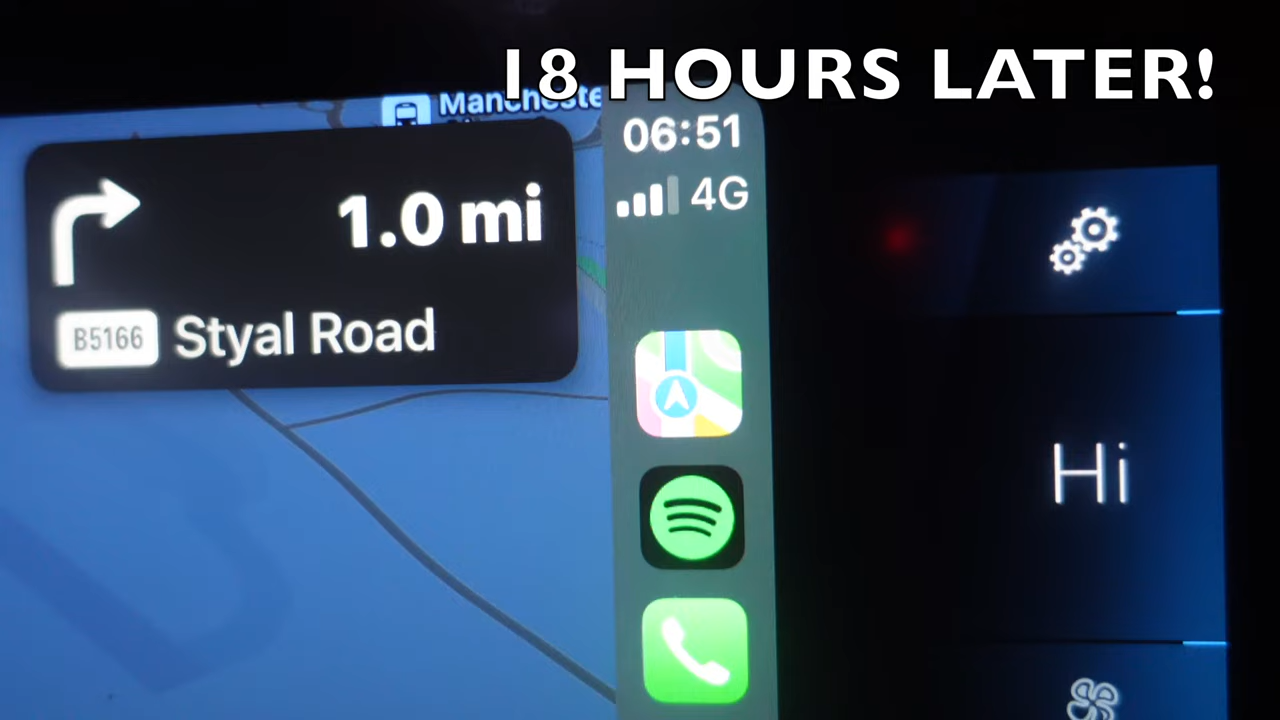 18 HOURS LATER!
Mancheste
06:51
4G
1.0 mi
B5166 Styal Road
Hi